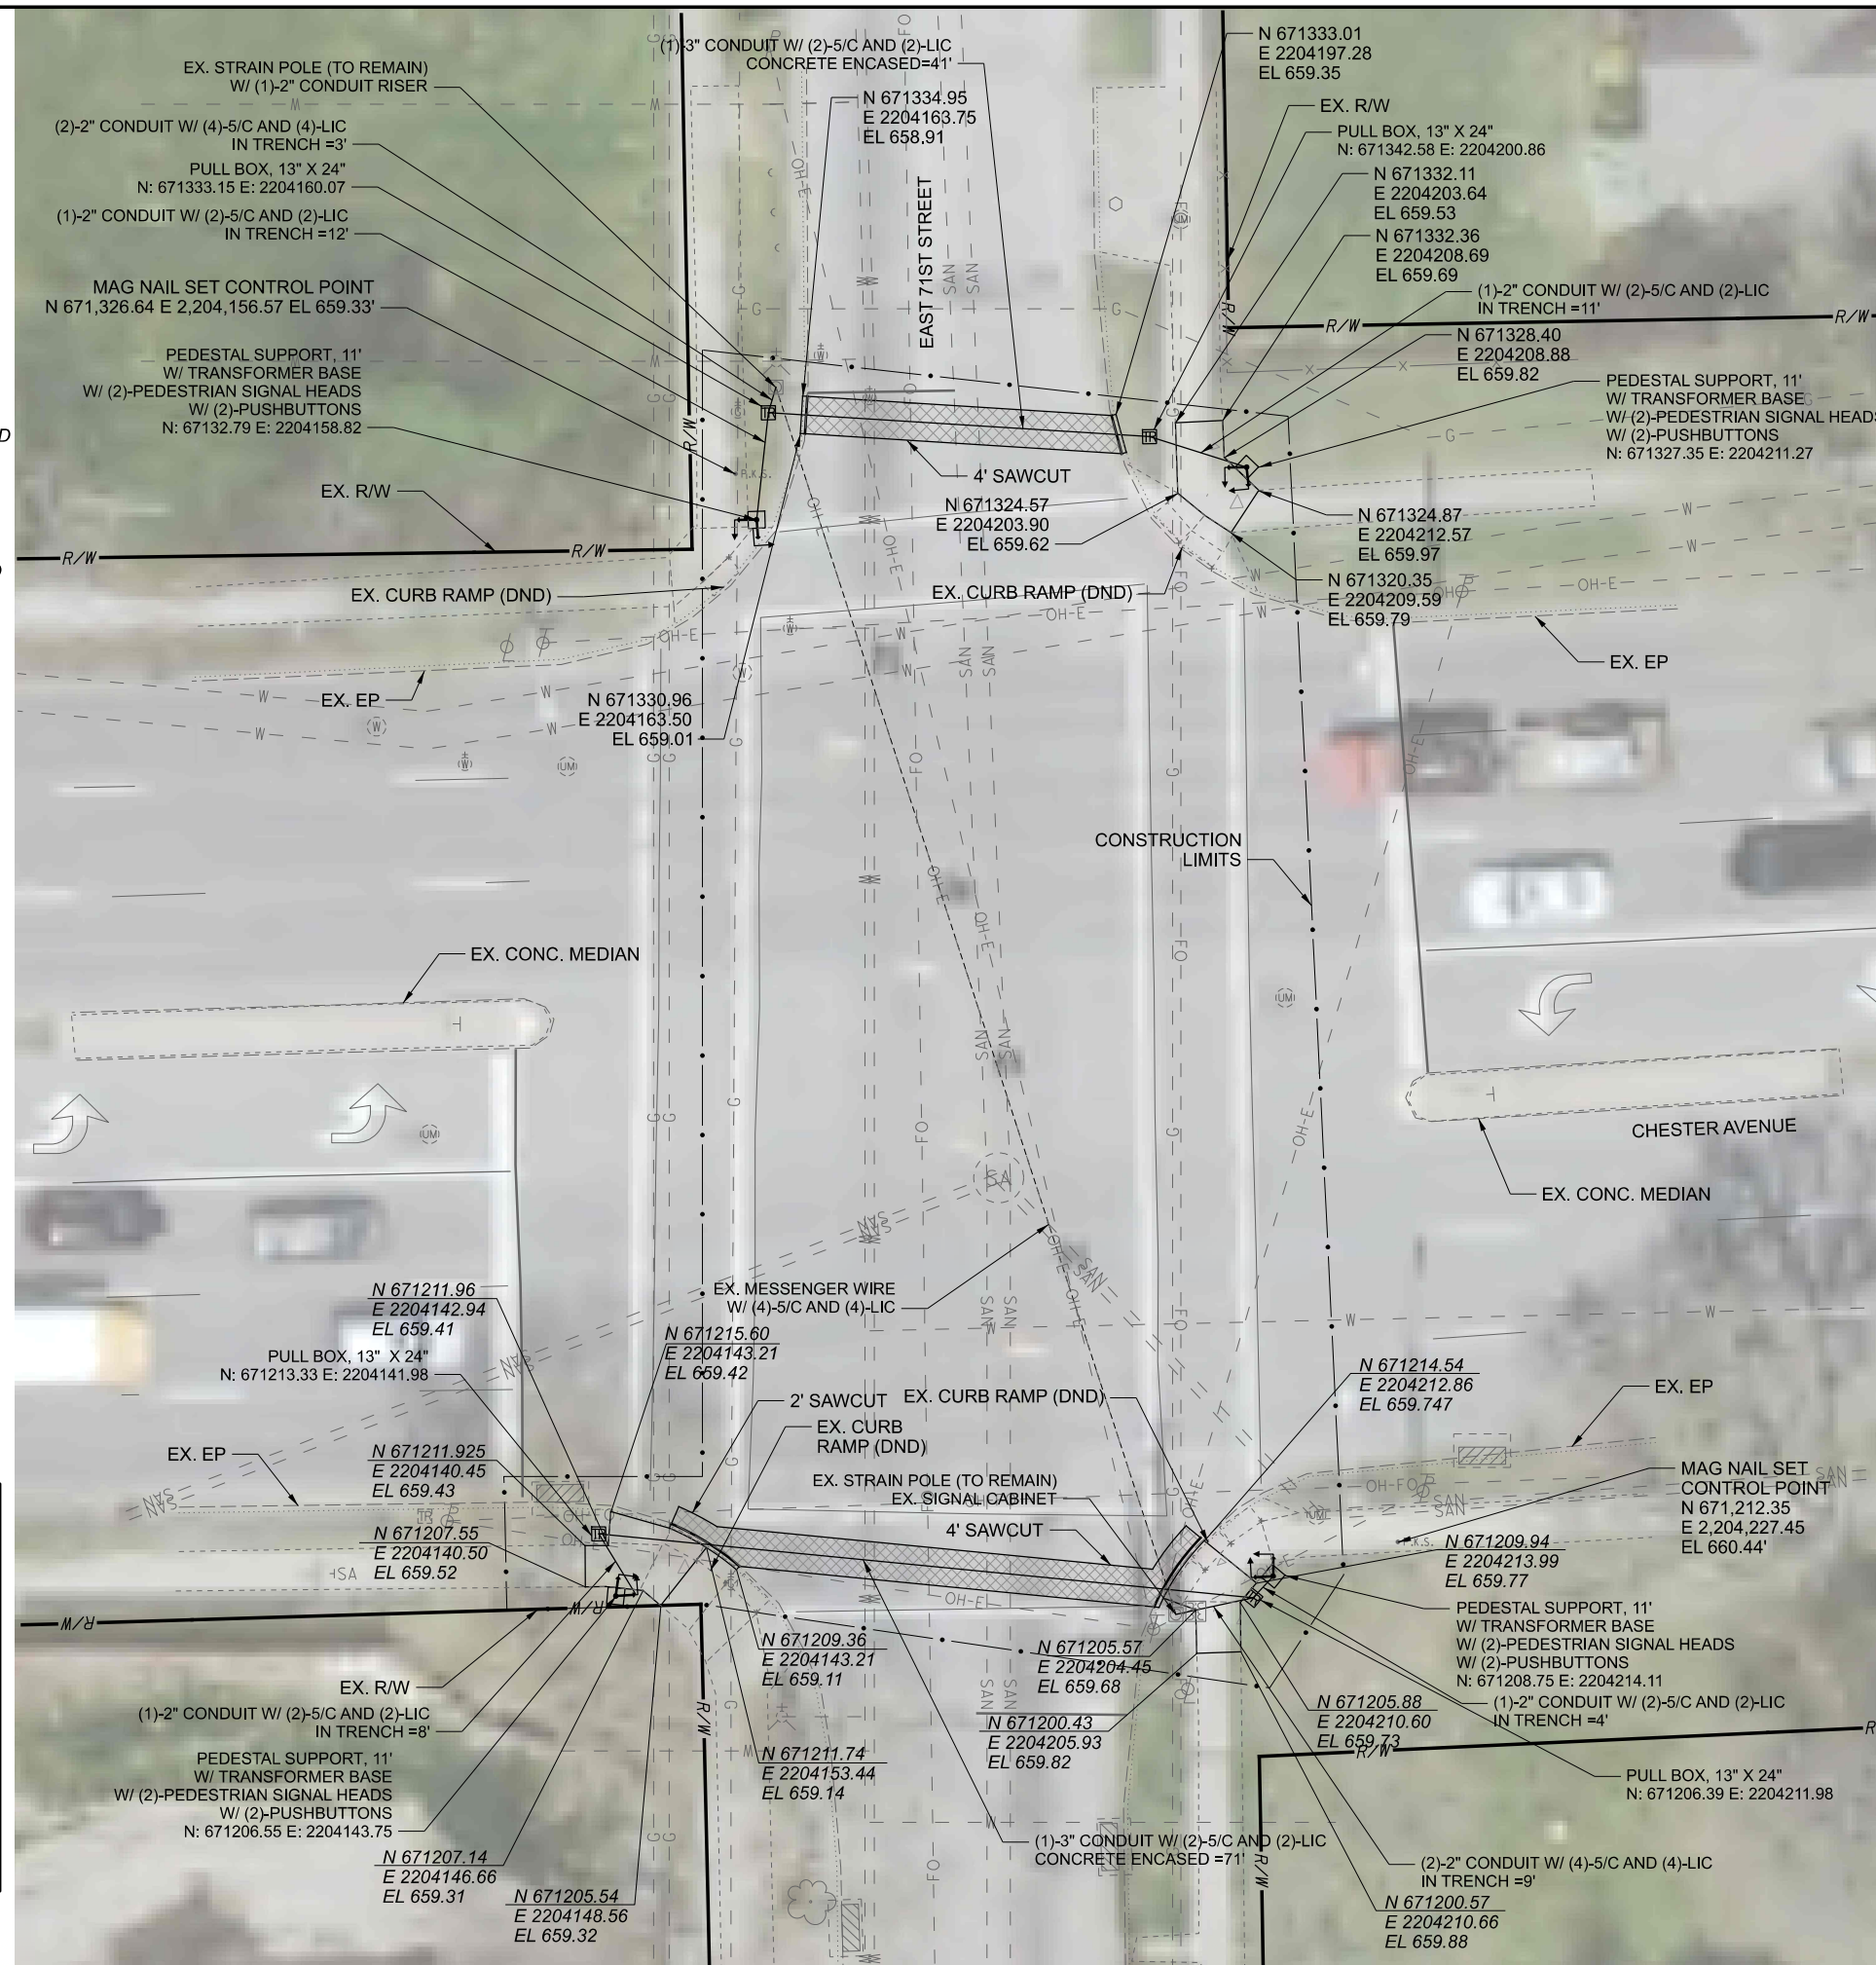 (1)-3" CONDUIT W/ (2)-5/C AND (2)-LIC
CONCRETE ENCASED=41'
EX. STRAIN POLE (TO REMAIN)
W/ (1)-2" CONDUIT RISER
(2)-2" CONDUIT W/ (4)-5/C AND (4)-LIC
IN TRENCH =3'
PULL BOX, 13" X 24"
N: 671333.15 E: 2204160.07
(1)-2" CONDUIT W/ (2)-5/C AND (2)-LIC
IN TRENCH =12'
MAG NAIL SET CONTROL POINT
N 671,326.64 E 2,204,156.57 EL 659.33'
PEDESTAL SUPPORT, 11'
W/ TRANSFORMER BASE
W/ (2)-PEDESTRIAN SIGNAL HEADS
W/ (2)-PUSHBUTTONS
N: 67132.79 E: 2204158.82
EX. R/W
R/W
R/W
R/W
EX. CURB RAMP (DND)
EX. EP
N 671334.95
E 2204163.75
EL 658.91
EAST 71ST STREET
N 671333.01
E 2204197.28
EL 659.35
EX. R/W
PULL BOX, 13" X 24"
N: 671342.58 E: 2204200.86
N 671332.11
E 2204203.64
EL 659.53
N 671332.36
E 2204208.69
EL 659.69
(1)-2" CONDUIT W/ (2)-5/C AND (2)-LIC
IN TRENCH =11'
R/W
R/W
R/W
N 671328.40
E 2204208.88
EL 659.82
PEDESTAL SUPPORT, 11'
W/ TRANSFORMER BASE
W/ (2)-PEDESTRIAN SIGNAL HEADS
W/ (2)-PUSHBUTTONS
N: 671327.35 E: 2204211.27
4' SAWCUT
N 671324.57
E 2204203.90
EL 659.62
N 671324.87
E 2204212.57
EL 659.97
EX. CURB RAMP (DND)
N 671320.35
E 2204209.59
EL 659.79
EX. EP
N 671330.96
E 2204163.50
EL 659.01
CONSTRUCTION
LIMITS
EX. CONC. MEDIAN
CHESTER AVENUE
EX. CONC. MEDIAN
SA
N 671211.96
E 2204142.94
EL 659.41
EX. MESSENGER WIRE
W/ (4)-5/C AND (4)-LIC
N 671215.60
E 2204143.21
EL 659.42
PULL BOX, 13" X 24"
N: 671213.33 E: 2204141.98
N 671214.54
E 2204212.86
EL 659.747
EX. EP
2' SAWCUT
EX. CURB RAMP (DND)
EX. CURB
RAMP (DND)
EX. EP
N 671211.925
E 2204140.45
EL 659.43
EX. STRAIN POLE (TO REMAIN)
EX. SIGNAL CABINET
4' SAWCUT
MAG NAIL SET
CONTROL POINT
N 671,212.35
E 2,204,227.45
EL 660.44'
N 671207.55
E 2204140.50
EL 659.52
N 671209.94
E 2204213.99
EL 659.77
R/W
R/W
PEDESTAL SUPPORT, 11'
W/ TRANSFORMER BASE
W/ (2)-PEDESTRIAN SIGNAL HEADS
W/ (2)-PUSHBUTTONS
N: 671208.75 E: 2204214.11
N 671209.36
E 2204143.21
EL 659.11
N 671205.57
E 2204204.45
EL 659.68
EX. R/W
R/W
(1)-2" CONDUIT W/ (2)-5/C AND (2)-LIC
IN TRENCH =8'
N 671205.88
E 2204210.60
EL 659.73
(1)-2" CONDUIT W/ (2)-5/C AND (2)-LIC
IN TRENCH =4'
N 671200.43
E 2204205.93
EL 659.82
R/W
PEDESTAL SUPPORT, 11'
W/ TRANSFORMER BASE
W/ (2)-PEDESTRIAN SIGNAL HEADS
W/ (2)-PUSHBUTTONS
N: 671206.55 E: 2204143.75
N 671211.74
E 2204153.44
EL 659.14
PULL BOX, 13" X 24"
N: 671206.39 E: 2204211.98
(1)-3" CONDUIT W/ (2)-5/C AND (2)-LIC
CONCRETE ENCASED =71'
R/W
N 671207.14
E 2204146.66
EL 659.31
(2)-2" CONDUIT W/ (4)-5/C AND (4)-LIC
IN TRENCH =9'
N 671205.54
E 2204148.56
EL 659.32
N 671200.57
E 2204210.66
EL 659.88